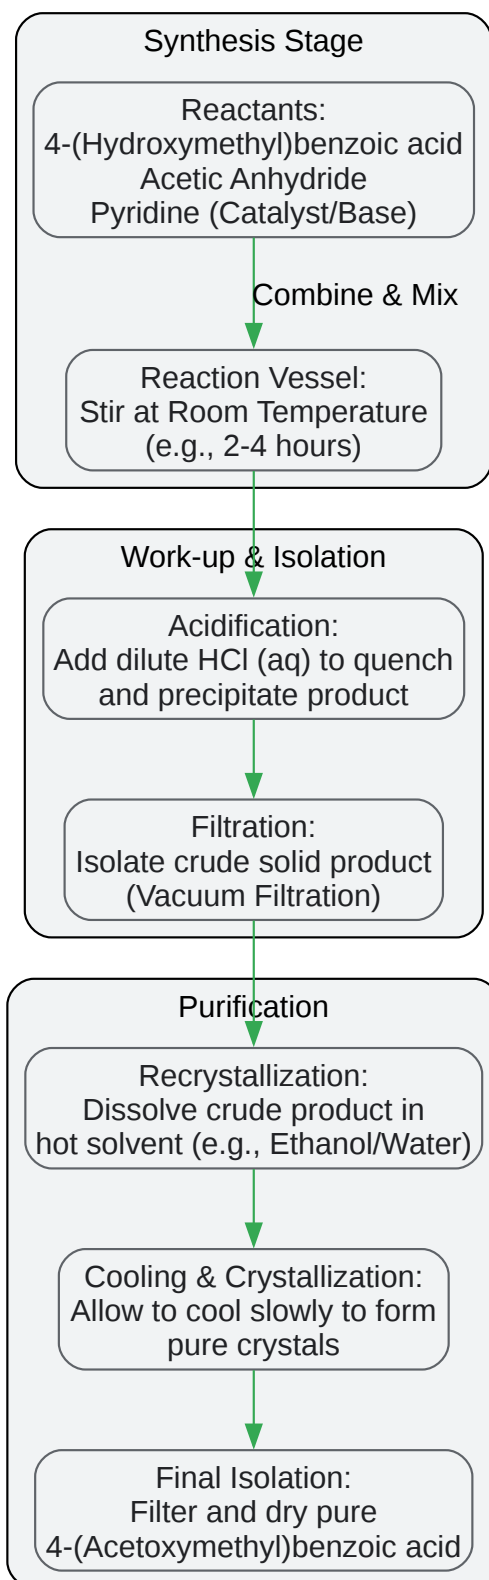 Synthesis Stage
Reactants:
4-(Hydroxymethyl)benzoic acid
Acetic Anhydride
Pyridine (Catalyst/Base)
Combine & Mix
Reaction Vessel:
Stir at Room Temperature
(e.g., 2-4 hours)
Work-up & Isolation
Acidification:
Add dilute HCl (aq) to quench
and precipitate product
Filtration:
Isolate crude solid product
(Vacuum Filtration)
Purification
Recrystallization:
Dissolve crude product in
hot solvent (e.g., Ethanol/Water)
Cooling & Crystallization:
Allow to cool slowly to form
pure crystals
Final Isolation:
Filter and dry pure
4-(Acetoxymethyl)benzoic acid